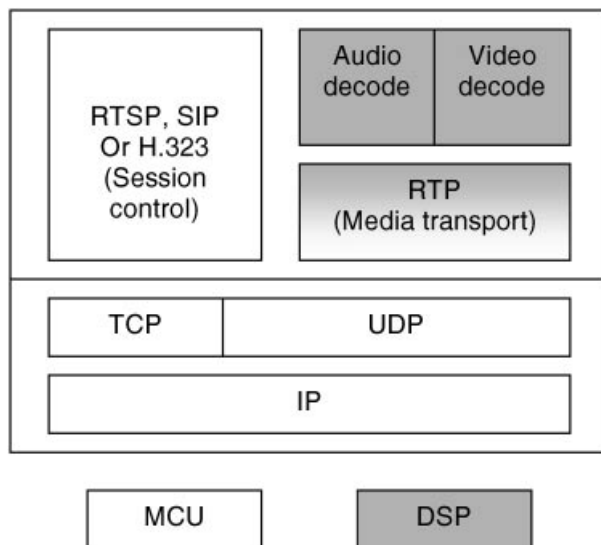 RTSP, SIP
Or H.323
(Session
control)
Audio
decode
Video
decode
RTP
(Media transport)
TCP
UDP
IP
MCU
DSP